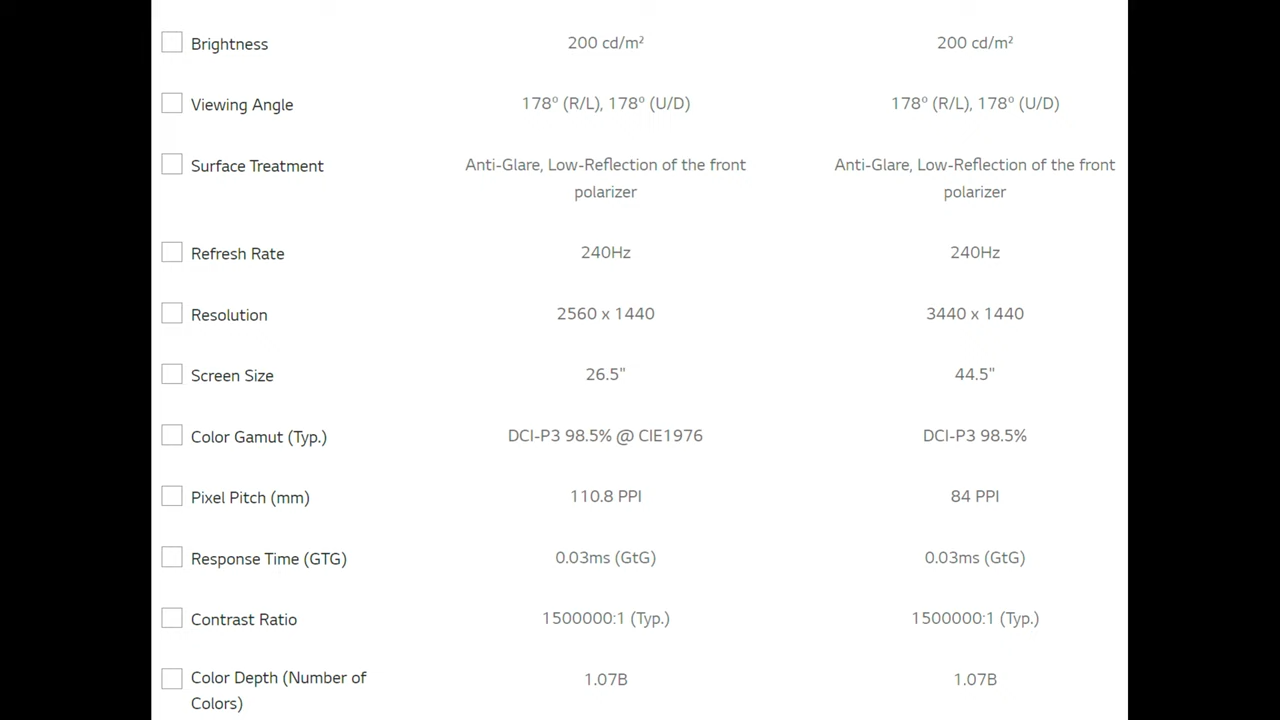 Brightness 200 cd/m² 200 cd/m²
Viewing Angle 178º (R/L), 178º (U/D) 178º (R/L), 178º (U/D)
Surface Treatment Anti-Glare, Low-Reflection of the front Anti-Glare, Low-Reflection of the front
polarizer polarizer
Refresh Rate 240Hz 240Hz
Resolution 2560 x 1440 3440 x 1440
Screen Size 26.5" 44.5"
Color Gamut (Typ.) DCI-P3 98.5% @ CIE1976 DCI-P3 98.5%
Pixel Pitch (mm) 110.8 PPI 84 PPI
Response Time (GTG) 0.03ms (GtG) 0.03ms (GtG)
Contrast Ratio 1500000:1 (Typ.) 1500000:1 (Typ.)
Color Depth (Number of 1.07B 1.07B
Colors)